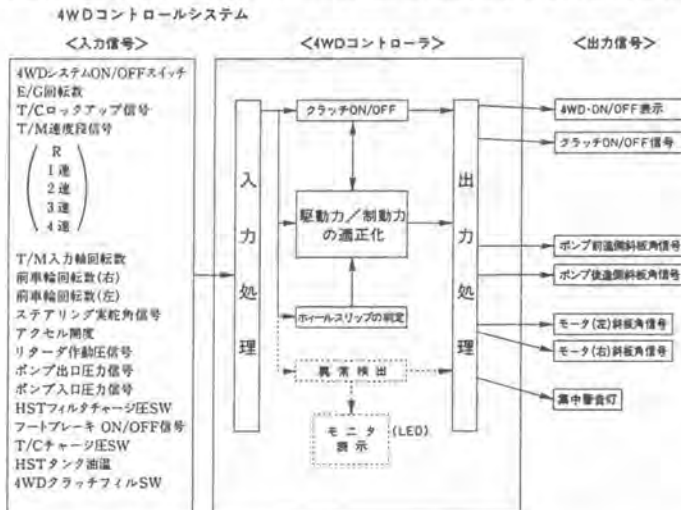 4WDコントロールシステム
<入力信号>
4WDシステムON/OFFスイッチ
E/G回転数
T/Cロックアップ信号
T/M速度段信号
R
1速
2速
3速
4速
T/M入力軸回転数
前車輪回転数(右)
前車輪回転数(左)
ステアリング実舵角信号
アクセル開度
リターダ作動圧信号
ポンプ出口圧力信号
ポンプ入口圧力信号
HSTフィルタチャージ圧SW
フートブレーキ ON/OFF信号
T/Cチャージ圧SW
HSTタンク油温
4WDクラッチフィルSW
<4WDコントローラ>
入力処理
クラッチON/OFF
駆動力/制動力
の適正化
ホィールスリップの判定
異常検出
モニタ
表示
(LED)
出力処理
<出力信号>
4WD・ON/OFF表示
クラッチON/OFF信号
ポンプ前進側斜板角信号
ポンプ後進側斜板角信号
モータ(左)斜板角信号
モータ(右)斜板角信号
集中警告灯